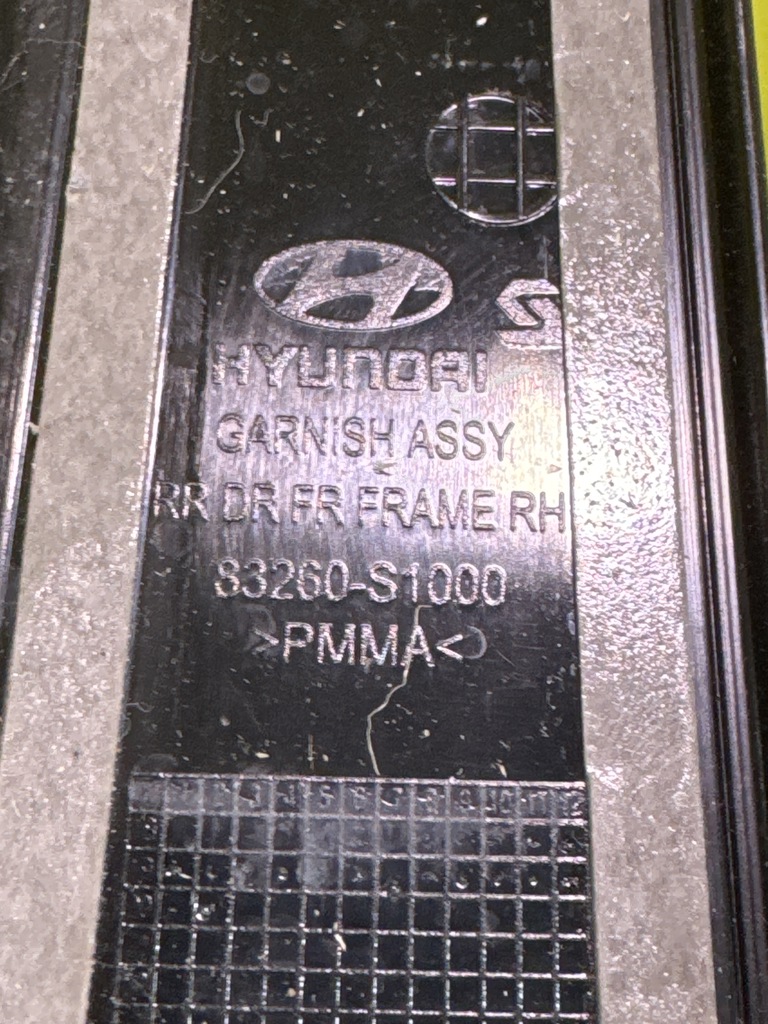 S
HYUNDAI
GARNISH ASSY
RR DR FR FRAME RH
83260-S1000
>PMMA<